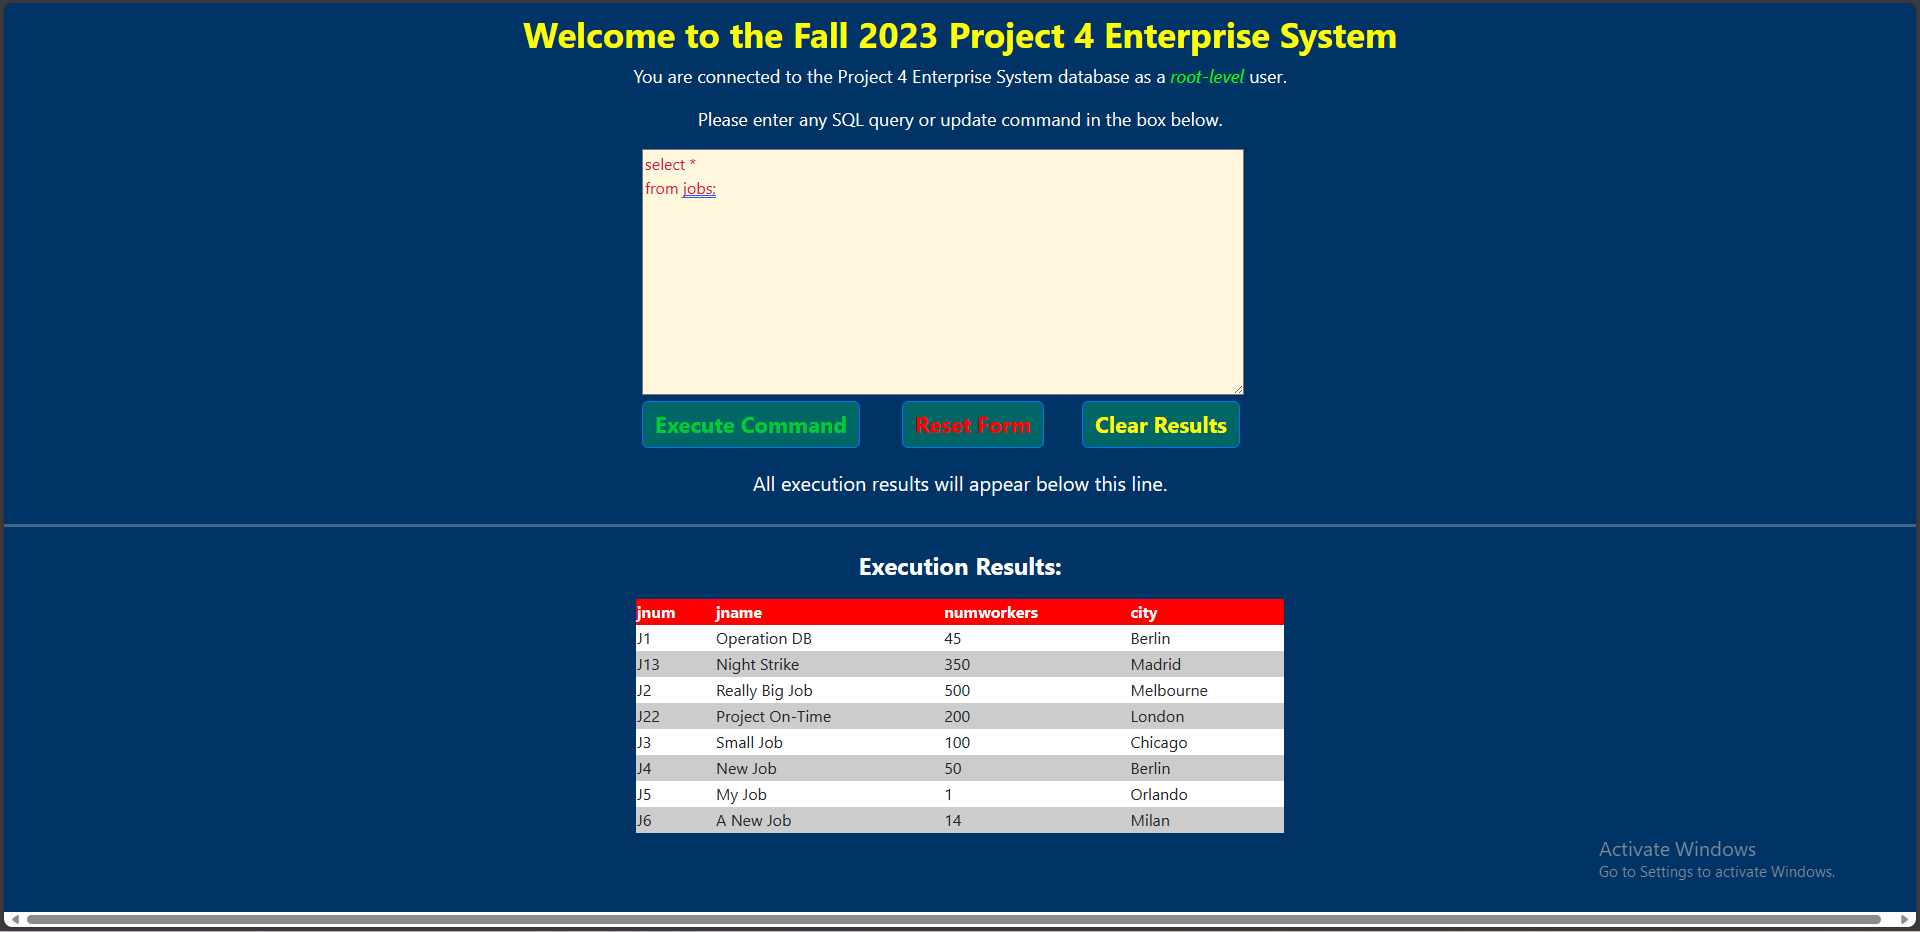 Welcome to the Fall 2023 Project 4 Enterprise System
You are connected to the Project 4 Enterprise System database as a root-level user.
Please enter any SQL query or update command in the box below.
select *
from jobs;
Execute Command Reset Form Clear Results
All execution results will appear below this line.
Execution Results:
jnum jname numworkers city
J1 Operation DB 45 Berlin
J13 Night Strike 350 Madrid
J2 Really Big Job 500 Melbourne
J22 Project On-Time 200 London
J3 Small Job 100 Chicago
J4 New Job 50 Berlin
J5 My Job 1 Orlando
J6 A New Job 14 Milan
Activate Windows
Go to Settings to activate Windows.